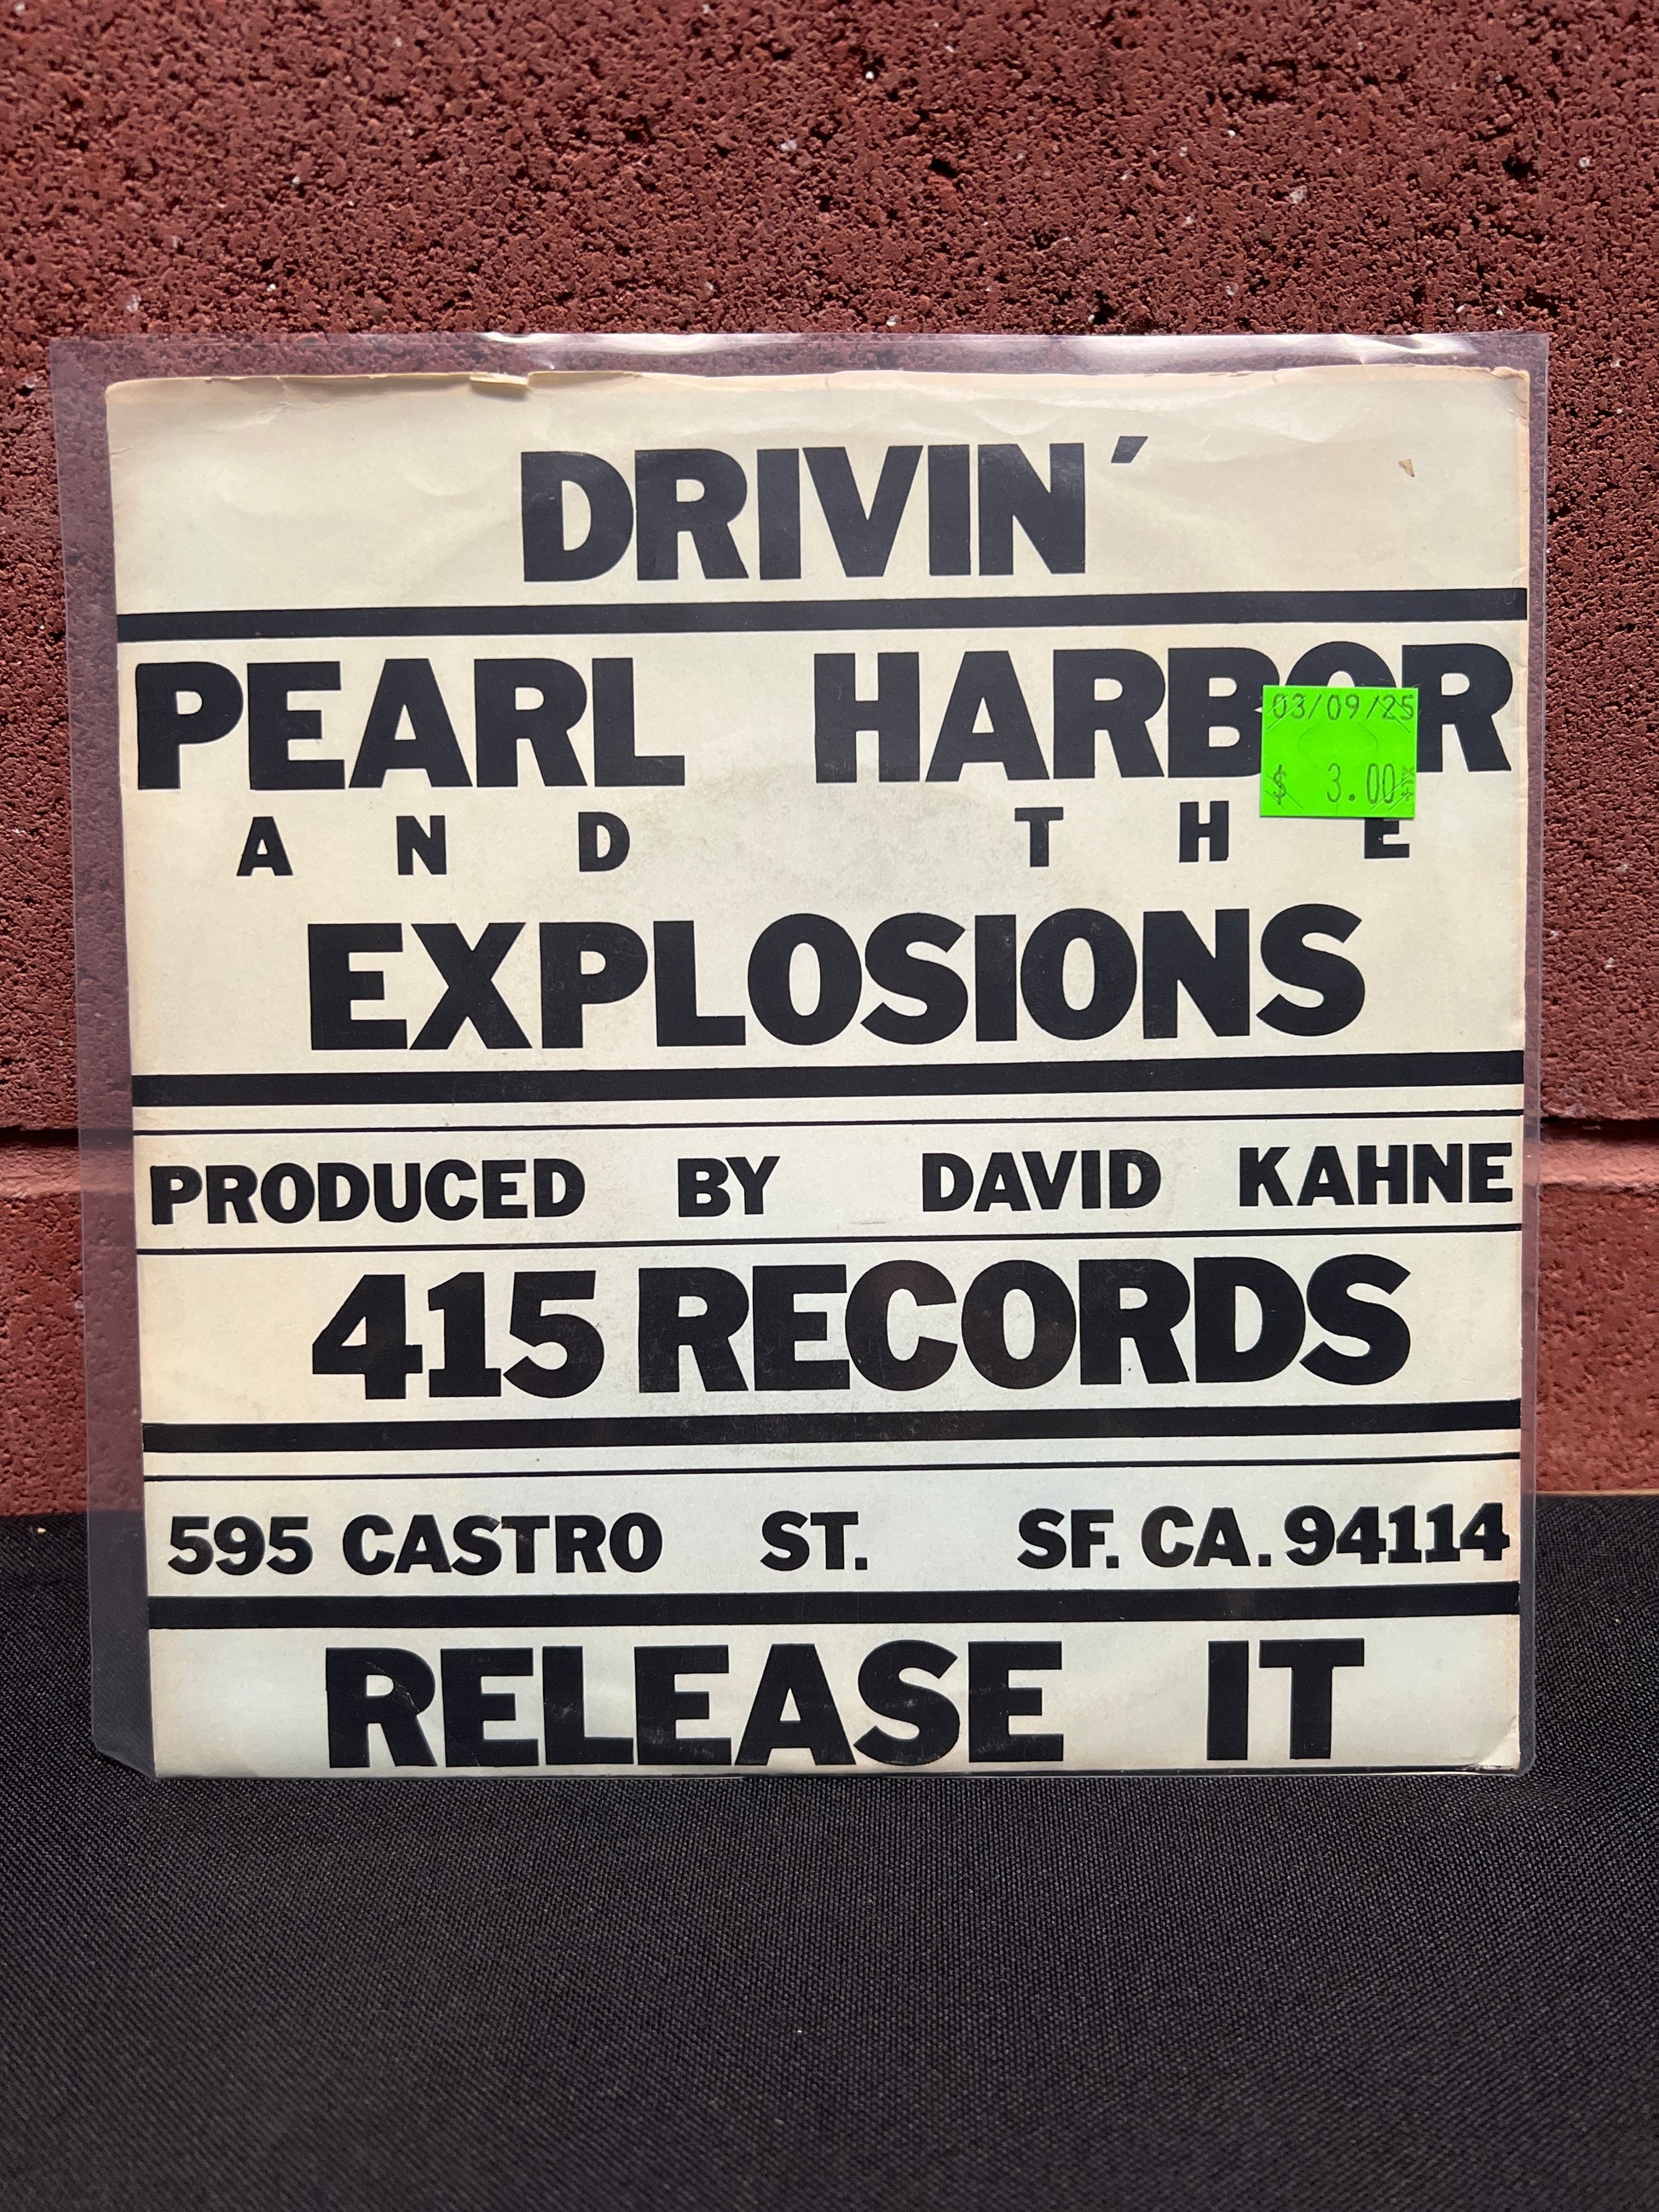 DRIVIN'
PEARL HARBOR
03/09/25
$ 3.00
AND THE
EXPLOSIONS
PRODUCED BY DAVID KAHNE
415 RECORDS
595 CASTRO ST. SF. CA. 94114
RELEASE IT